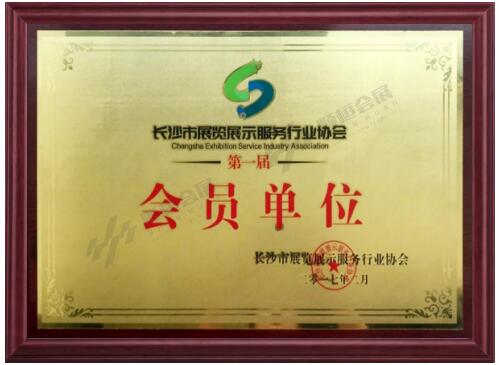 长沙市展览展示服务行业协会
Changsha Exhibition Service Industry Association
第一届
会员单位
长沙市展览展示服务行业协会
二零一七年二月